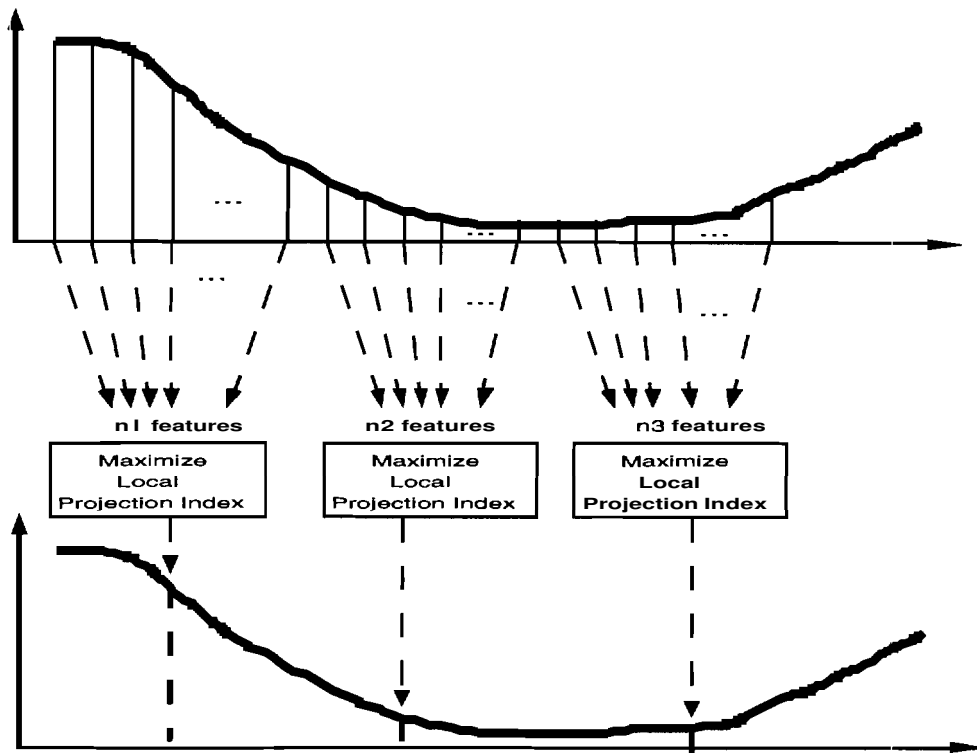 ...
... ...
...
... ...
n1 features n2 features n3 features
Maximize Maximize Maximize
Local Local Local
Projection Index Projection Index Projection Index